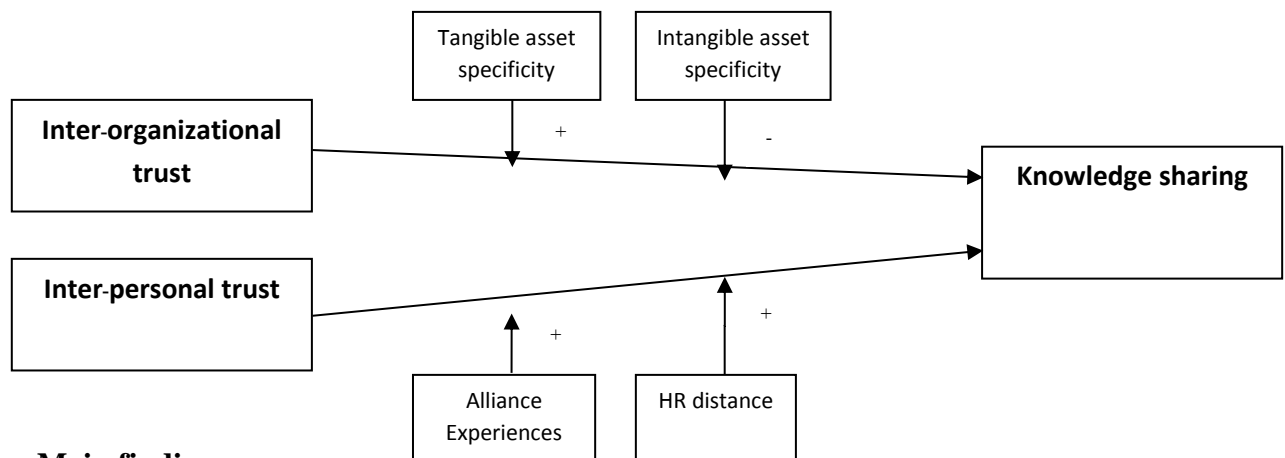 Tangible asset
specificity
Intangible asset
specificity
Inter-organizational
trust
+
-
Knowledge sharing
Inter-personal trust
+
+
Alliance
Experiences
HR distance